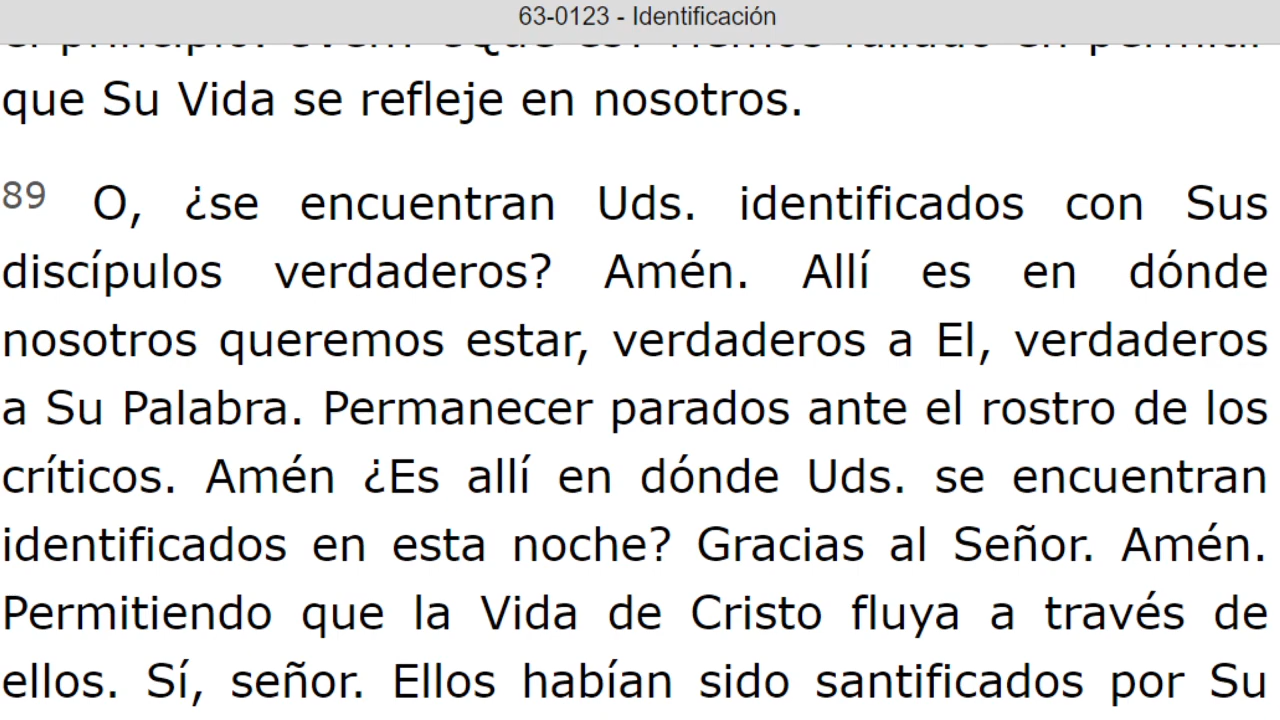 63-0123 - Identificación
que Su Vida se refleje en nosotros.
89 O, ¿se encuentran Uds. identificados con Sus
discípulos verdaderos? Amén. Allí es en dónde
nosotros queremos estar, verdaderos a El, verdaderos
a Su Palabra. Permanecer parados ante el rostro de los
críticos. Amén ¿Es allí en dónde Uds. se encuentran
identificados en esta noche? Gracias al Señor. Amén.
Permitiendo que la Vida de Cristo fluya a través de
ellos. Sí, señor. Ellos habían sido santificados por Su